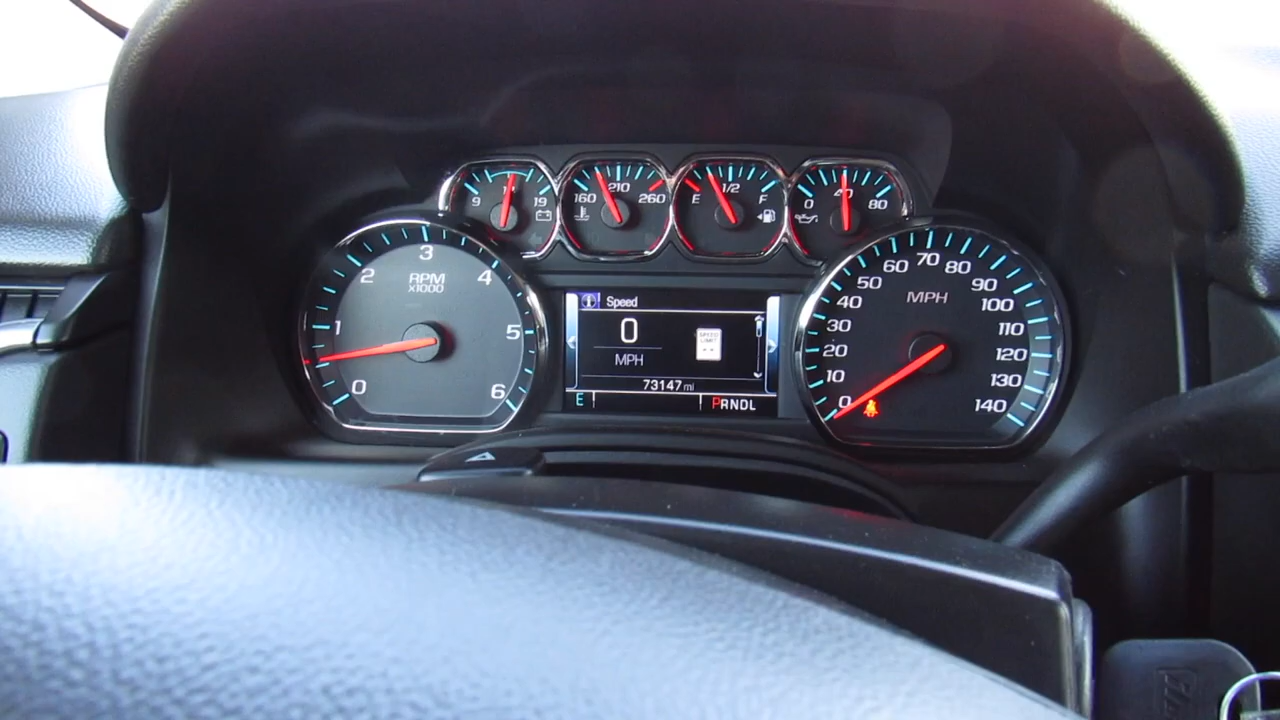 9 19
160 210 260
E 1/2 F
0 40 80
RPM
x1000
0 1 2 3 4 5 6
Speed
0
MPH
SPEED
LIMIT
--
73147 mi
E PRNDL
MPH
0 10 20 30 40 50 60 70 80 90 100 110 120 130 140